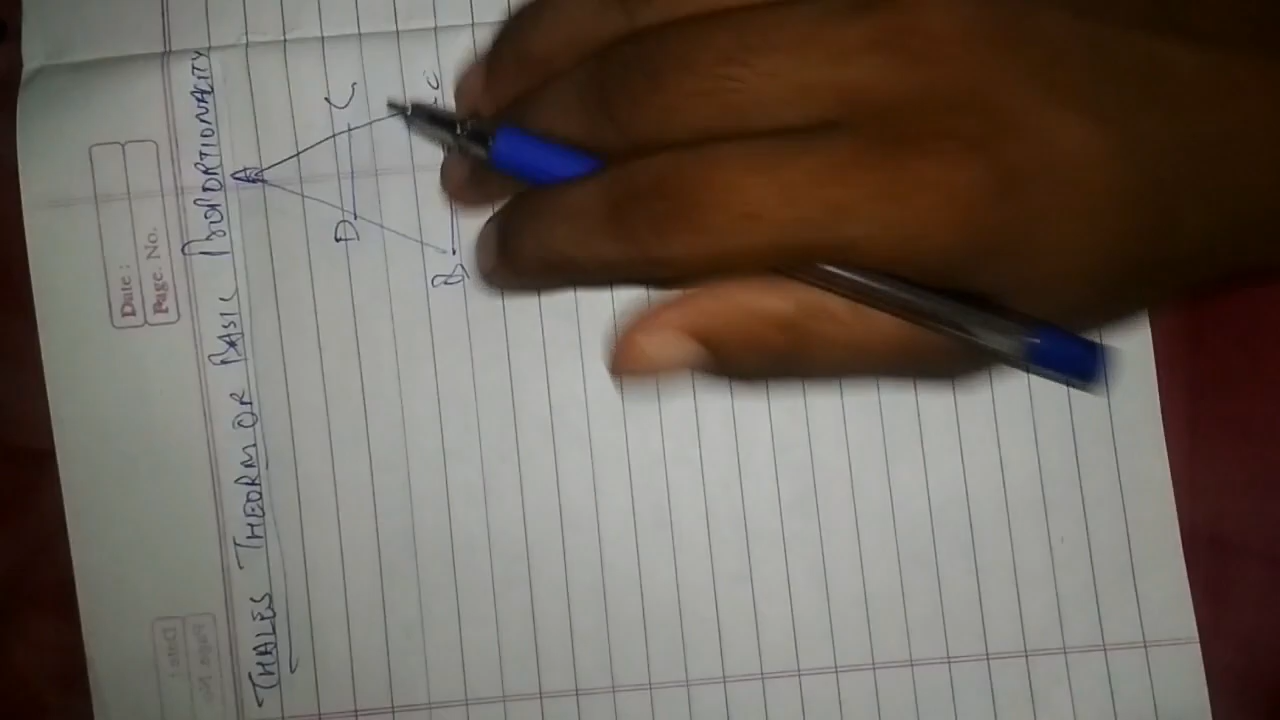 Date :
Page. No.
THALES THEORM OR BASIC PROPORTIONALITY
A
D C
B C